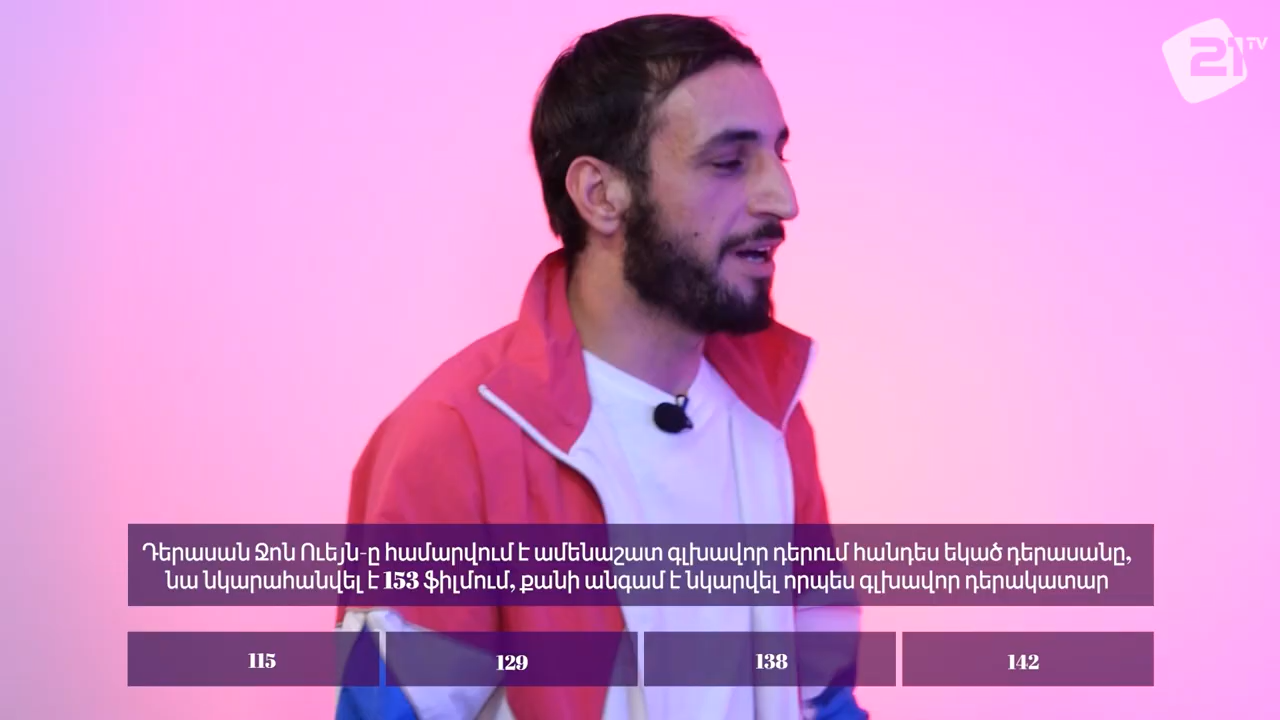 21TV
Դերասան Ջոն Ուեյն-ը համարվում է ամենաշատ գլխավոր դերում հանդես եկած դերասանը,
նա նկարահանվել է 153 ֆիլմում, քանի անգամ է նկարվել որպես գլխավոր դերակատար
115
129
138
142